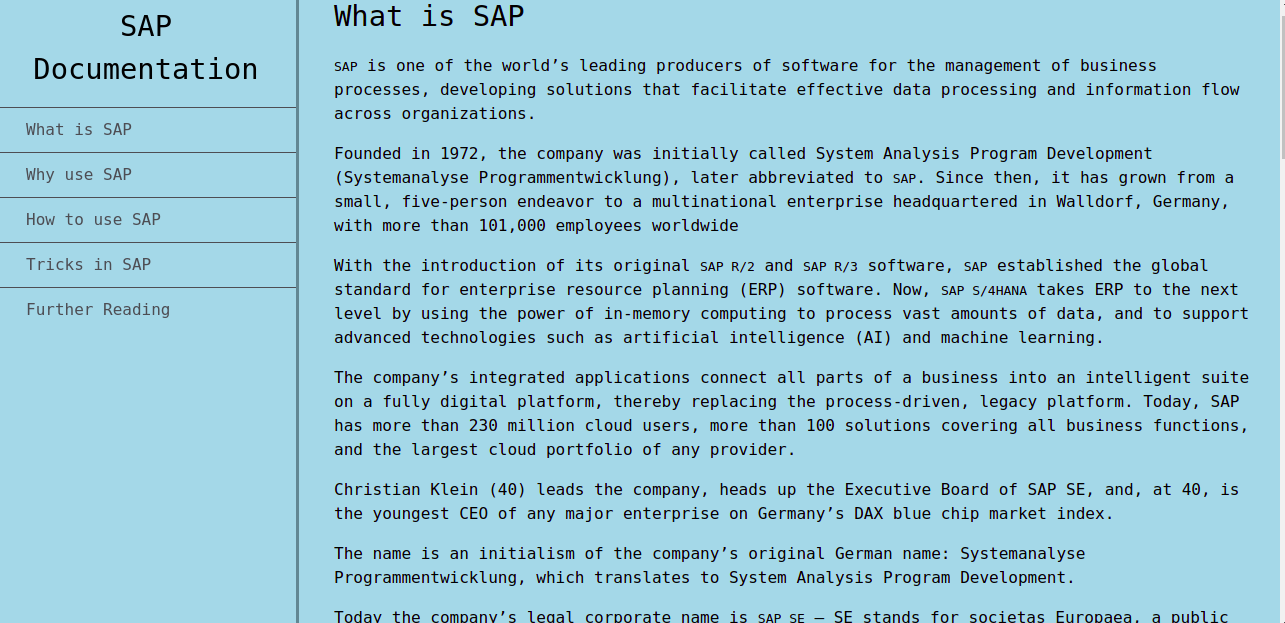 SAP
Documentation
What is SAP
Why use SAP
How to use SAP
Tricks in SAP
Further Reading
What is SAP
SAP is one of the world’s leading producers of software for the management of business
processes, developing solutions that facilitate effective data processing and information flow
across organizations.
Founded in 1972, the company was initially called System Analysis Program Development
(Systemanalyse Programmentwicklung), later abbreviated to SAP. Since then, it has grown from a
small, five-person endeavor to a multinational enterprise headquartered in Walldorf, Germany,
with more than 101,000 employees worldwide
With the introduction of its original SAP R/2 and SAP R/3 software, SAP established the global
standard for enterprise resource planning (ERP) software. Now, SAP S/4HANA takes ERP to the next
level by using the power of in-memory computing to process vast amounts of data, and to support
advanced technologies such as artificial intelligence (AI) and machine learning.
The company’s integrated applications connect all parts of a business into an intelligent suite
on a fully digital platform, thereby replacing the process-driven, legacy platform. Today, SAP
has more than 230 million cloud users, more than 100 solutions covering all business functions,
and the largest cloud portfolio of any provider.
Christian Klein (40) leads the company, heads up the Executive Board of SAP SE, and, at 40, is
the youngest CEO of any major enterprise on Germany’s DAX blue chip market index.
The name is an initialism of the company’s original German name: Systemanalyse
Programmentwicklung, which translates to System Analysis Program Development.
Today the company’s legal corporate name is SAP SE — SE stands for societas Europaea, a public